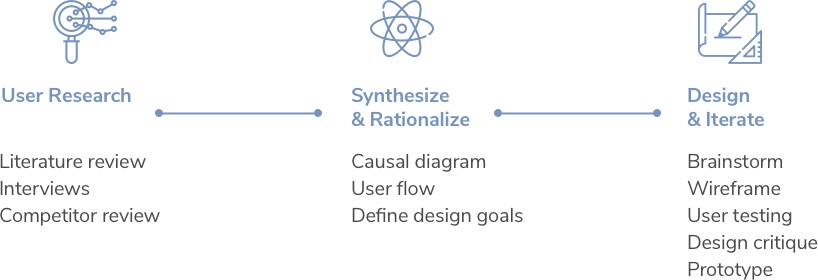 User Research
Literature review
Interviews
Competitor review
Synthesize
& Rationalize
Causal diagram
User flow
Define design goals
Design
& Iterate
Brainstorm
Wireframe
User testing
Design critique
Prototype